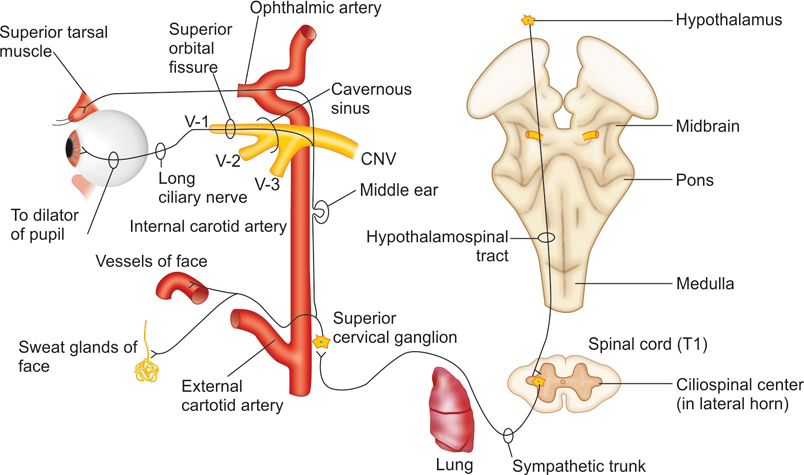 Ophthalmic artery
Hypothalamus
Superior tarsal
muscle
Superior
orbital
fissure
Cavernous
sinus
V-1
Midbrain
V-2
CNV
V-3
Long
ciliary nerve
Middle ear
Pons
To dilator
of pupil
Internal carotid artery
Hypothalamospinal
tract
Vessels of face
Medulla
Superior
cervical ganglion
Spinal cord (T1)
Sweat glands of
face
External
cartotid artery
Ciliospinal center
(in lateral horn)
Lung
Sympathetic trunk